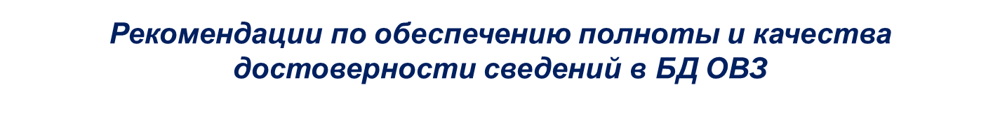 Рекомендации по обеспечению полноты и качества
достоверности сведений в БД ОВЗ